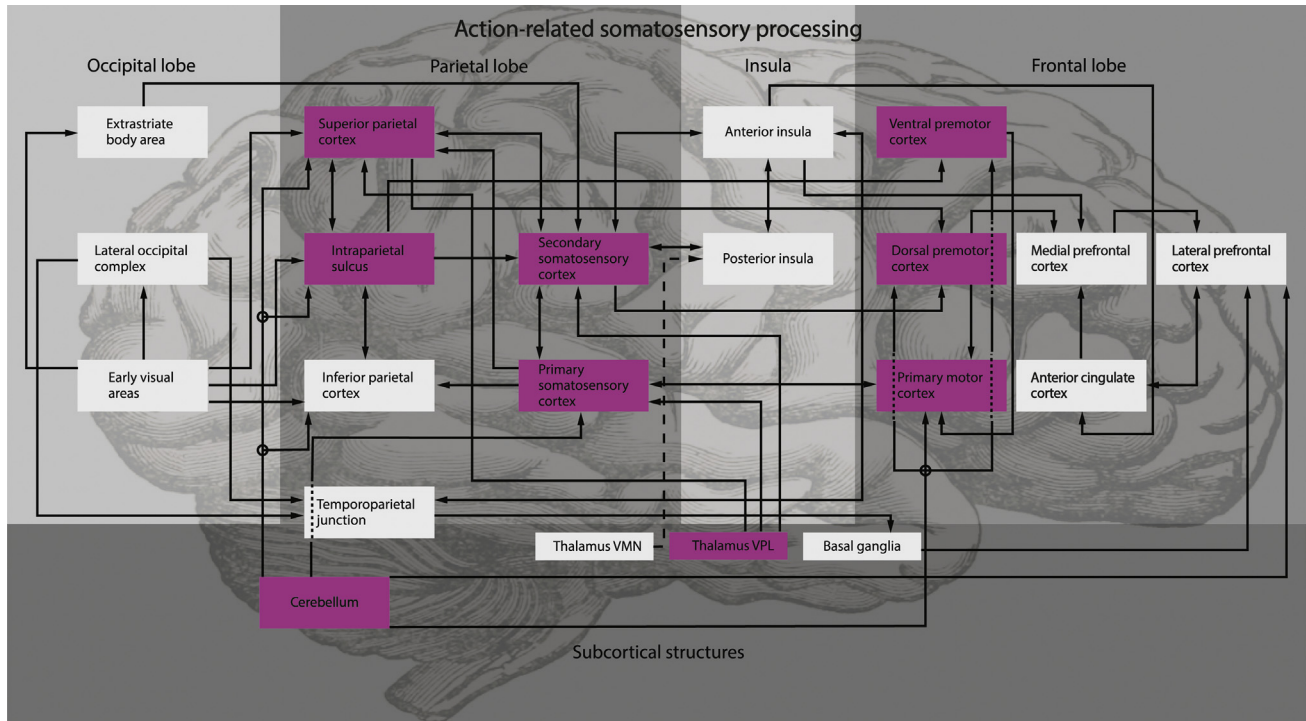 Action-related somatosensory processing
Occipital lobe
Parietal lobe
Insula
Frontal lobe
Extrastriate
body area
Superior parietal
cortex
Anterior insula
Ventral premotor
cortex
Lateral occipital
complex
Intraparietal
sulcus
Secondary
somatosensory
cortex
Posterior insula
Dorsal premotor
cortex
Medial prefrontal
cortex
Lateral prefrontal
cortex
Early visual
areas
Inferior parietal
cortex
Primary
somatosensory
cortex
Primary motor
cortex
Anterior cingulate
cortex
Temporoparietal
junction
Thalamus VMN
Thalamus VPL
Basal ganglia
Cerebellum
Subcortical structures